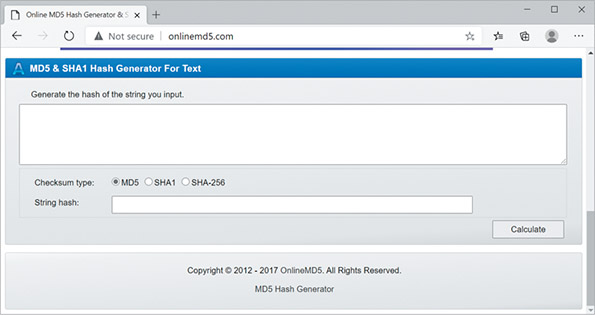 Online MD5 Hash Generator & S
Not secure | onlinemd5.com
MD5 & SHA1 Hash Generator For Text
Generate the hash of the string you input.
Checksum type: MD5 SHA1 SHA-256
String hash:
Calculate
Copyright © 2012 - 2017 OnlineMD5. All Rights Reserved.
MD5 Hash Generator